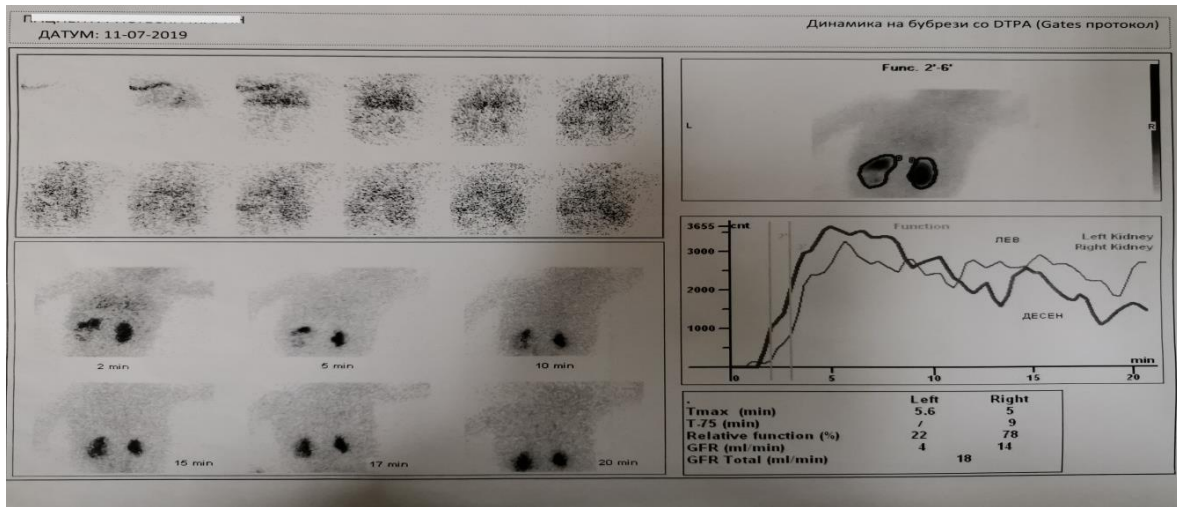 ДАТУМ: 11-07-2019
Динамика на бубрези со DTPA (Gates протокол)
Func. 2'-6'
L
R
2 min
5 min
10 min
15 min
17 min
20 min
3655
cnt
Function
Left Kidney
Right Kidney
ЛЕВ
3000
2000
ДЕСЕН
1000
min
0
5
10
15
20
Left Right
Tmax (min) 5.6 5
T-75 (min) / 9
Relative function (%) 22 78
GFR (ml/min) 4 14
GFR Total (ml/min) 18